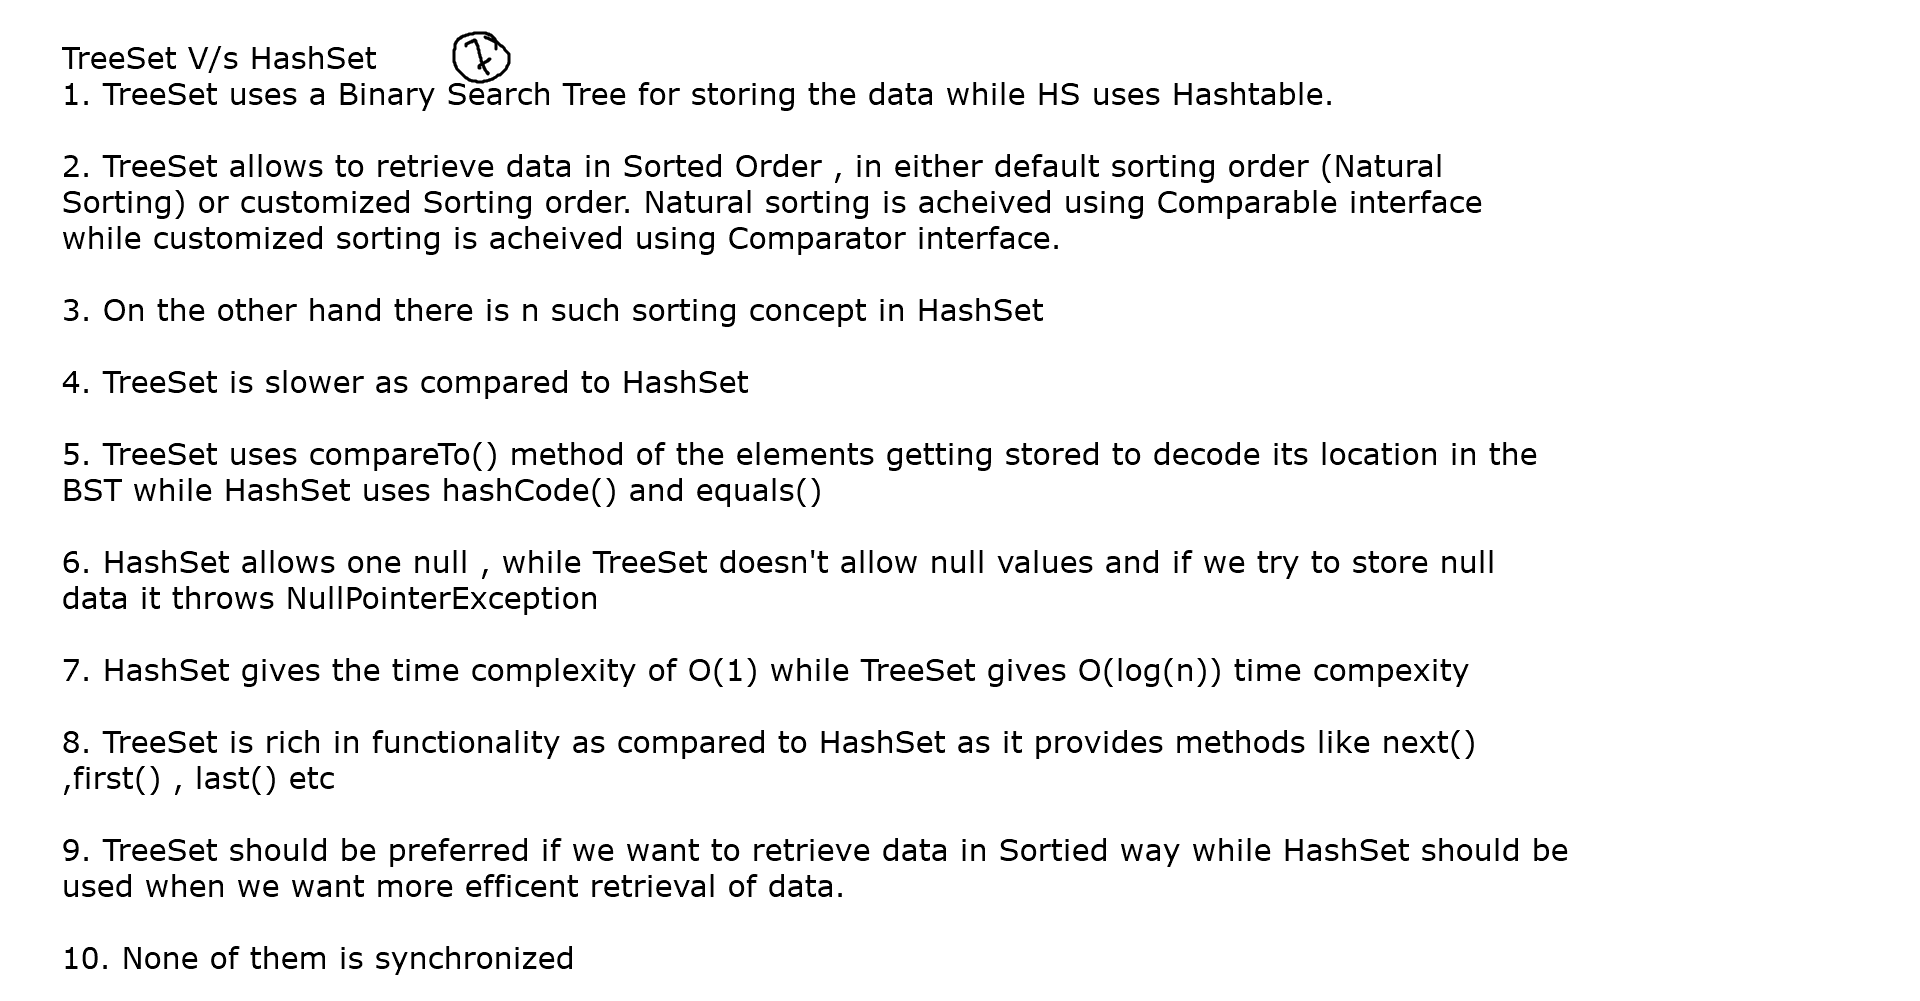 TreeSet V/s HashSet
1. TreeSet uses a Binary Search Tree for storing the data while HS uses Hashtable.
2. TreeSet allows to retrieve data in Sorted Order , in either default sorting order (Natural
Sorting) or customized Sorting order. Natural sorting is acheived using Comparable interface
while customized sorting is acheived using Comparator interface.
3. On the other hand there is n such sorting concept in HashSet
4. TreeSet is slower as compared to HashSet
5. TreeSet uses compareTo() method of the elements getting stored to decode its location in the
BST while HashSet uses hashCode() and equals()
6. HashSet allows one null , while TreeSet doesn't allow null values and if we try to store null
data it throws NullPointerException
7. HashSet gives the time complexity of O(1) while TreeSet gives O(log(n)) time compexity
8. TreeSet is rich in functionality as compared to HashSet as it provides methods like next()
,first() , last() etc
9. TreeSet should be preferred if we want to retrieve data in Sortied way while HashSet should be
used when we want more efficent retrieval of data.
10. None of them is synchronized